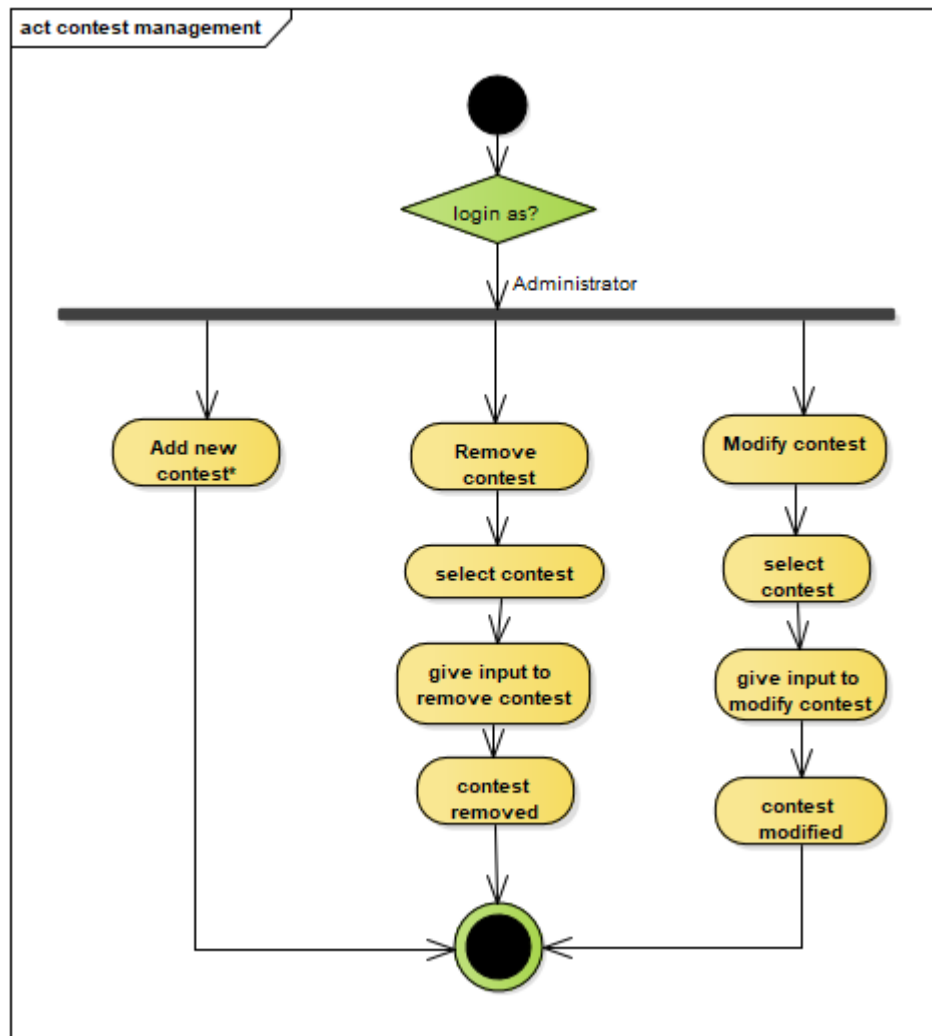 act contest management
login as?
Administrator
Add new
contest*
Remove
contest
select contest
give input to
remove contest
contest
removed
Modify contest
select
contest
give input to
modify contest
contest
modified